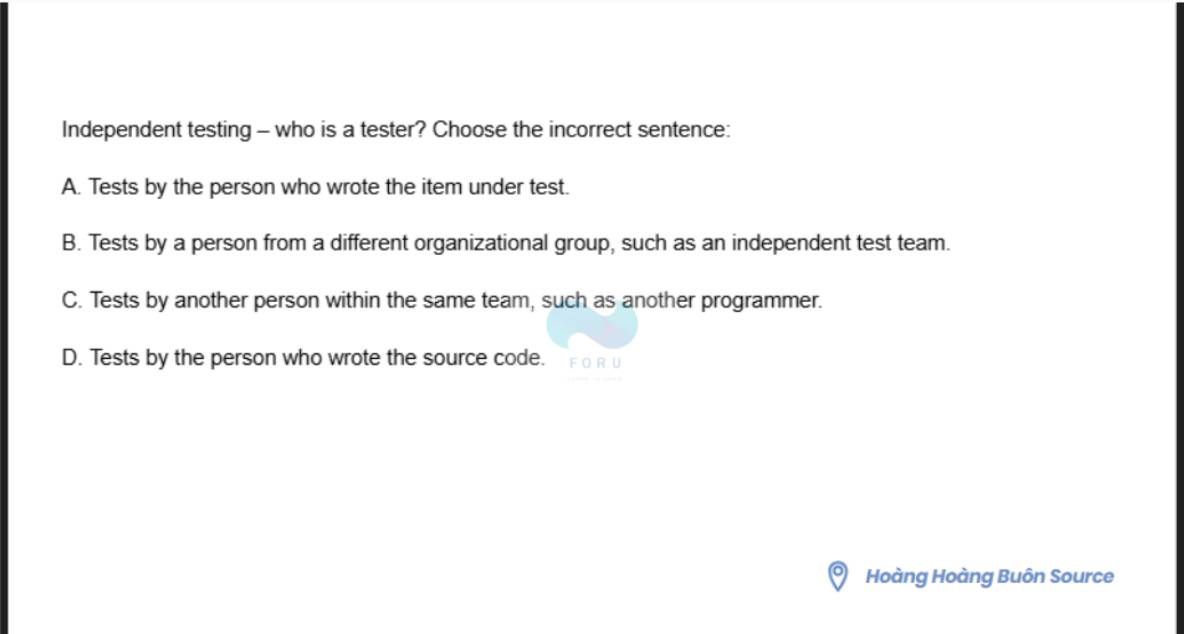 Independent testing – who is a tester? Choose the incorrect sentence:
A. Tests by the person who wrote the item under test.
B. Tests by a person from a different organizational group, such as an independent test team.
C. Tests by another person within the same team, such as another programmer.
D. Tests by the person who wrote the source code.
FORU
Hoàng Hoàng Buôn Source